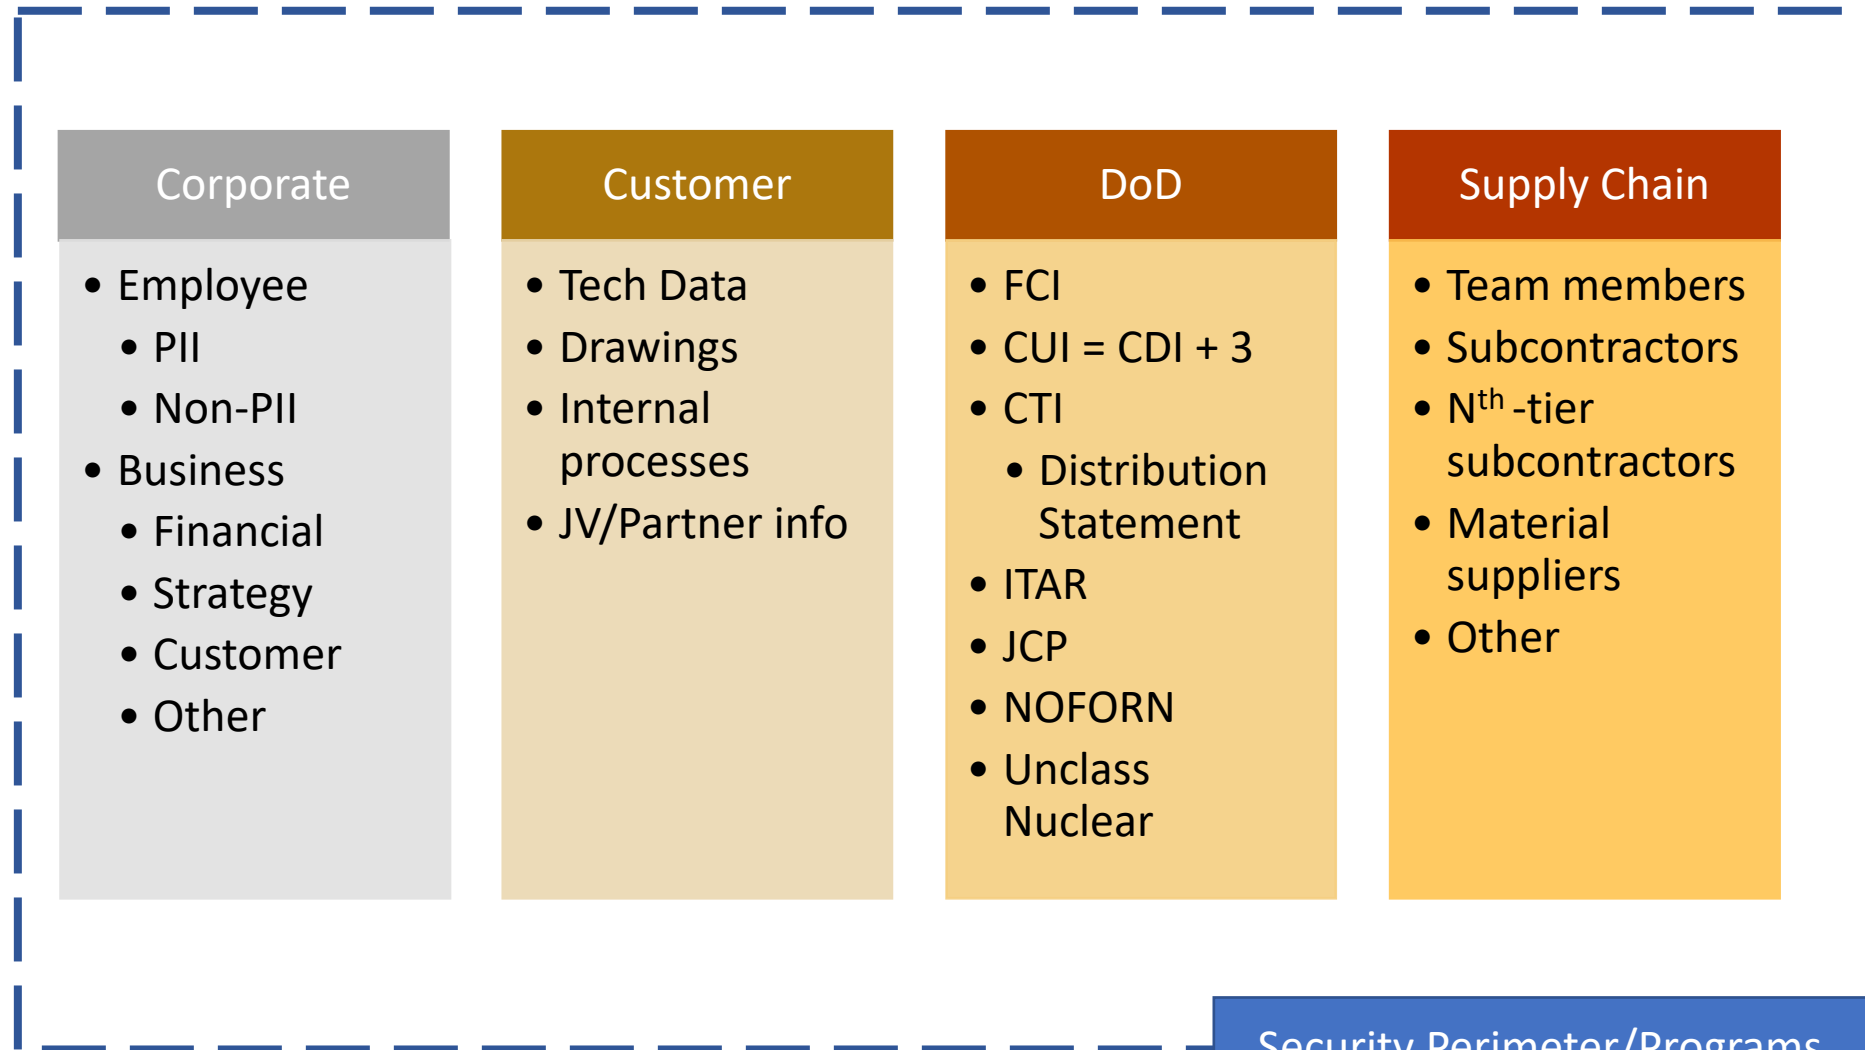 Corporate
• Employee
• PII
• Non-PII
• Business
• Financial
• Strategy
• Customer
• Other
Customer
• Tech Data
• Drawings
• Internal
processes
• JV/Partner info
DoD
• FCI
• CUI = CDI + 3
• CTI
• Distribution
Statement
• ITAR
• JCP
• NOFORN
• Unclass
Nuclear
Supply Chain
• Team members
• Subcontractors
• Nth -tier
subcontractors
• Material
suppliers
• Other
Security Perimeter/Programs